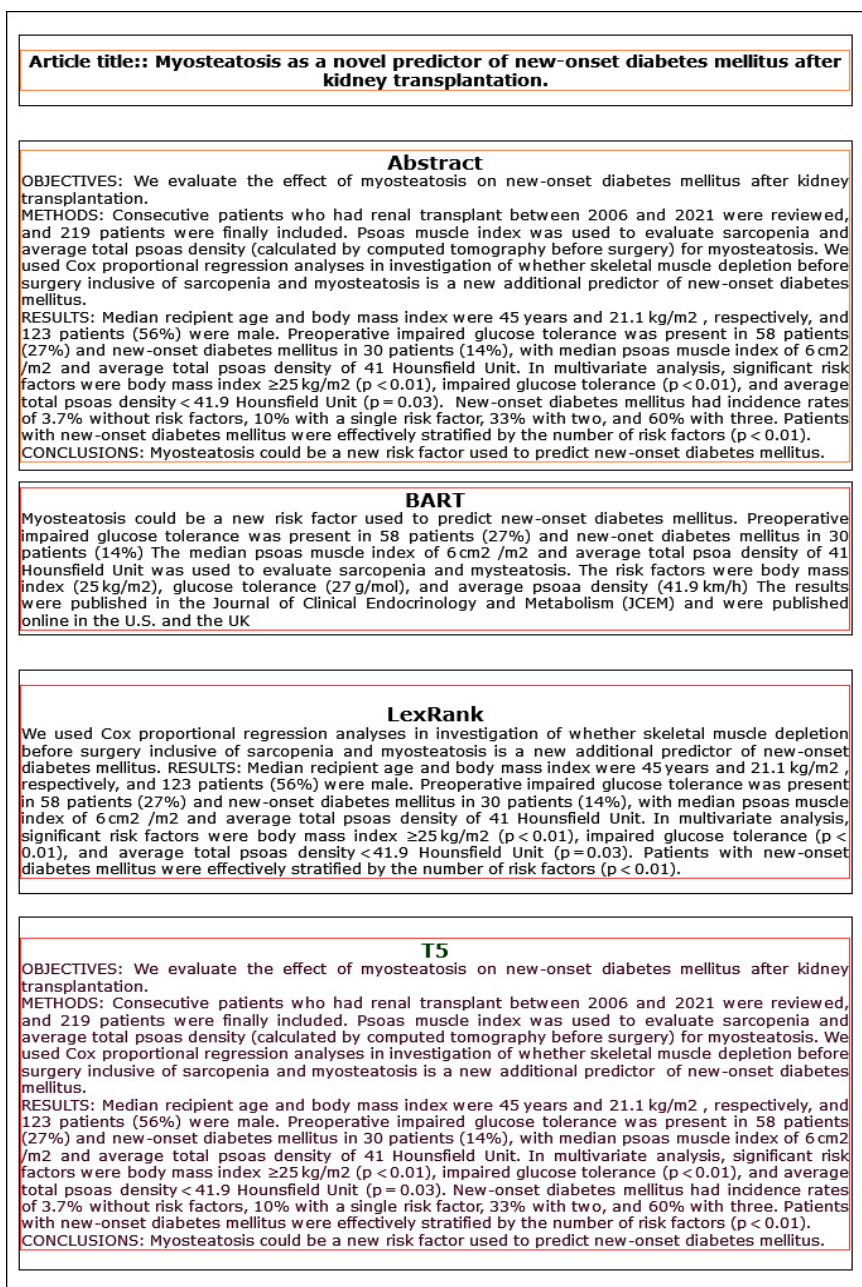 Article title:: Myosteatosis as a novel predictor of new-onset diabetes mellitus after
kidney transplantation.
Abstract
OBJECTIVES: We evaluate the effect of myosteatosis on new-onset diabetes mellitus after kidney
transplantation.
METHODS: Consecutive patients who had renal transplant between 2006 and 2021 were reviewed,
and 219 patients were finally included. Psoas muscle index was used to evaluate sarcopenia and
average total psoas density (calculated by computed tomography before surgery) for myosteatosis. We
used Cox proportional regression analyses in investigation of whether skeletal muscle depletion before
surgery inclusive of sarcopenia and myosteatosis is a new additional predictor of new-onset diabetes
mellitus.
RESULTS: Median recipient age and body mass index were 45 years and 21.1 kg/m2 , respectively, and
123 patients (56%) were male. Preoperative impaired glucose tolerance was present in 58 patients
(27%) and new-onset diabetes mellitus in 30 patients (14%), with median psoas muscle index of 6 cm2
/m2 and average total psoas density of 41 Hounsfield Unit. In multivariate analysis, significant risk
factors were body mass index ≥25 kg/m2 (p < 0.01), impaired glucose tolerance (p < 0.01), and average
total psoas density < 41.9 Hounsfield Unit (p = 0.03). New-onset diabetes mellitus had incidence rates
of 3.7% without risk factors, 10% with a single risk factor, 33% with two, and 60% with three. Patients
with new-onset diabetes mellitus were effectively stratified by the number of risk factors (p < 0.01).
CONCLUSIONS: Myosteatosis could be a new risk factor used to predict new-onset diabetes mellitus.
BART
Myosteatosis could be a new risk factor used to predict new-onset diabetes mellitus. Preoperative
impaired glucose tolerance was present in 58 patients (27%) and new-onet diabetes mellitus in 30
patients (14%) The median psoas muscle index of 6 cm2 /m2 and average total psoa density of 41
Hounsfield Unit was used to evaluate sarcopenia and mysteatosis. The risk factors were body mass
index (25 kg/m2), glucose tolerance (27 g/mol), and average psoaa density (41.9 km/h) The results
were published in the Journal of Clinical Endocrinology and Metabolism (JCEM) and were published
online in the U.S. and the UK
LexRank
We used Cox proportional regression analyses in investigation of whether skeletal muscle depletion
before surgery inclusive of sarcopenia and myosteatosis is a new additional predictor of new-onset
diabetes mellitus. RESULTS: Median recipient age and body mass index were 45 years and 21.1 kg/m2 ,
respectively, and 123 patients (56%) were male. Preoperative impaired glucose tolerance was present
in 58 patients (27%) and new-onset diabetes mellitus in 30 patients (14%), with median psoas muscle
index of 6 cm2 /m2 and average total psoas density of 41 Hounsfield Unit. In multivariate analysis,
significant risk factors were body mass index ≥25 kg/m2 (p < 0.01), impaired glucose tolerance (p <
0.01), and average total psoas density < 41.9 Hounsfield Unit (p = 0.03). Patients with new-onset
diabetes mellitus were effectively stratified by the number of risk factors (p < 0.01).
T5
OBJECTIVES: We evaluate the effect of myosteatosis on new-onset diabetes mellitus after kidney
transplantation.
METHODS: Consecutive patients who had renal transplant between 2006 and 2021 were reviewed,
and 219 patients were finally included. Psoas muscle index was used to evaluate sarcopenia and
average total psoas density (calculated by computed tomography before surgery) for myosteatosis. We
used Cox proportional regression analyses in investigation of whether skeletal muscle depletion before
surgery inclusive of sarcopenia and myosteatosis is a new additional predictor of new-onset diabetes
mellitus.
RESULTS: Median recipient age and body mass index were 45 years and 21.1 kg/m2 , respectively, and
123 patients (56%) were male. Preoperative impaired glucose tolerance was present in 58 patients
(27%) and new-onset diabetes mellitus in 30 patients (14%), with median psoas muscle index of 6 cm2
/m2 and average total psoas density of 41 Hounsfield Unit. In multivariate analysis, significant risk
factors were body mass index ≥25 kg/m2 (p < 0.01), impaired glucose tolerance (p < 0.01), and average
total psoas density < 41.9 Hounsfield Unit (p = 0.03). New-onset diabetes mellitus had incidence rates
of 3.7% without risk factors, 10% with a single risk factor, 33% with two, and 60% with three. Patients
with new-onset diabetes mellitus were effectively stratified by the number of risk factors (p < 0.01).
CONCLUSIONS: Myosteatosis could be a new risk factor used to predict new-onset diabetes mellitus.